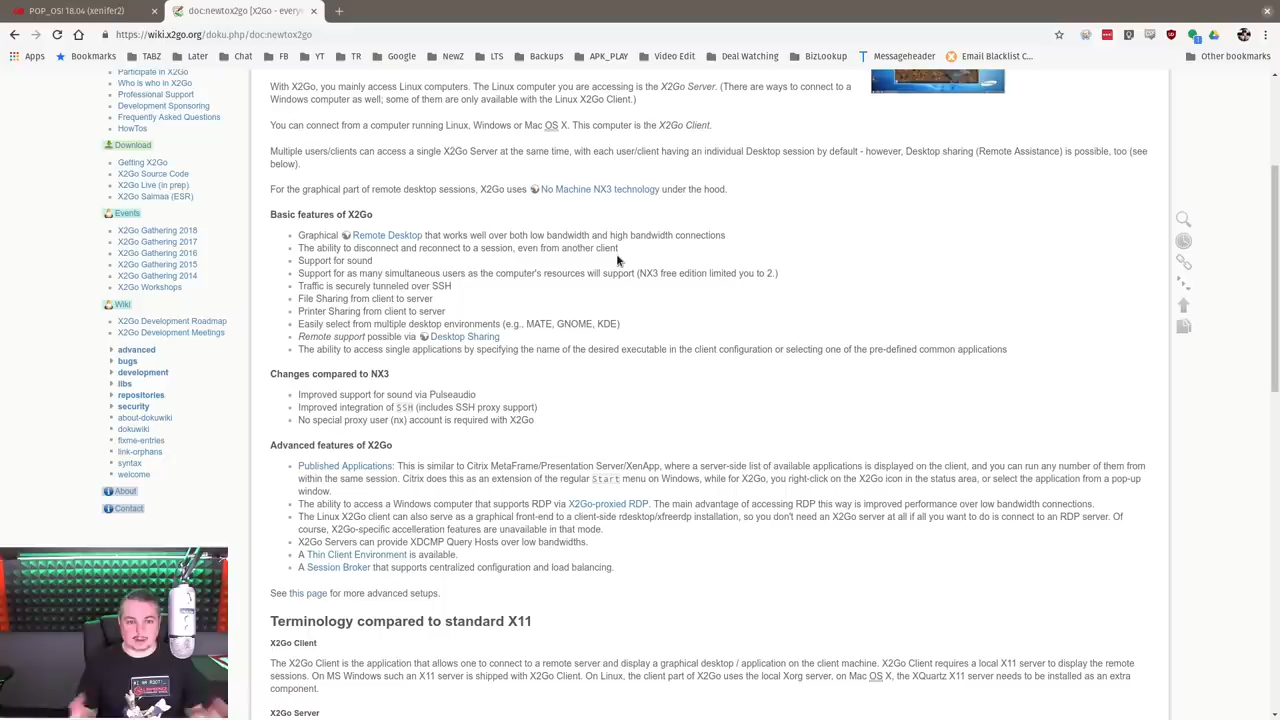 POP_OS! 18.04 (xenifer2)
doc:newtox2go [X2Go - every
https://wiki.x2go.org/doku.php/doc:newtox2go
Apps Bookmarks TABZ Later Chat FB YT TR Google NewZ LTS Backups APK_PLAY Video Edit Deal Watching BizLookup Messageheader Email Blacklist C... Other bookmarks
Participate in X2Go
Who is who in X2Go
Professional Support
Development Sponsoring
Frequently Asked Questions
HowTos
Download
Getting X2Go
X2Go Source Code
X2Go Live (in prep)
X2Go Saimaa (ESR)
Events
X2Go Gathering 2018
X2Go Gathering 2017
X2Go Gathering 2016
X2Go Gathering 2015
X2Go Gathering 2014
X2Go Workshops
Wiki
X2Go Development Roadmap
X2Go Development Meetings
advanced
bugs
development
libs
repositories
security
about-dokuwiki
dokuwiki
fixme-entries
link-orphans
syntax
welcome
About
Contact
With X2Go, you mainly access Linux computers. The Linux computer you are accessing is the X2Go Server. (There are ways to connect to a
Windows computer as well; some of them are only available with the Linux X2Go Client.)
You can connect from a computer running Linux, Windows or Mac OS X. This computer is the X2Go Client.
Multiple users/clients can access a single X2Go Server at the same time, with each user/client having an individual Desktop session by default - however, Desktop sharing (Remote Assistance) is possible, too (see
below).
For the graphical part of remote desktop sessions, X2Go uses No Machine NX3 technology under the hood.
Basic features of X2Go
Graphical Remote Desktop that works well over both low bandwidth and high bandwidth connections
The ability to disconnect and reconnect to a session, even from another client
Support for sound
Support for as many simultaneous users as the computer's resources will support (NX3 free edition limited you to 2.)
Traffic is securely tunneled over SSH
File Sharing from client to server
Printer Sharing from client to server
Easily select from multiple desktop environments (e.g., MATE, GNOME, KDE)
Remote support possible via Desktop Sharing
The ability to access single applications by specifying the name of the desired executable in the client configuration or selecting one of the pre-defined common applications
Changes compared to NX3
Improved support for sound via Pulseaudio
Improved integration of SSH (includes SSH proxy support)
No special proxy user (nx) account is required with X2Go
Advanced features of X2Go
Published Applications: This is similar to Citrix MetaFrame/Presentation Server/XenApp, where a server-side list of available applications is displayed on the client, and you can run any number of them from
within the same session. Citrix does this as an extension of the regular Start menu on Windows, while for X2Go, you right-click on the X2Go icon in the status area, or select the application from a pop-up
window.
The ability to access a Windows computer that supports RDP via X2Go-proxied RDP. The main advantage of accessing RDP this way is improved performance over low bandwidth connections.
The Linux X2Go client can also serve as a graphical front-end to a client-side rdesktop/xfreerdp installation, so you don't need an X2Go server at all if all you want to do is connect to an RDP server. Of
course, X2Go-specific accelleration features are unavailable in that mode.
X2Go Servers can provide XDCMP Query Hosts over low bandwidths.
A Thin Client Environment is available.
A Session Broker that supports centralized configuration and load balancing.
See this page for more advanced setups.
Terminology compared to standard X11
X2Go Client
The X2Go Client is the application that allows one to connect to a remote server and display a graphical desktop / application on the client machine. X2Go Client requires a local X11 server to display the remote
sessions. On MS Windows such an X11 server is shipped with X2Go Client. On Linux, the client part of X2Go uses the local Xorg server, on Mac OS X, the XQuartz X11 server needs to be installed as an extra
component.
X2Go Server